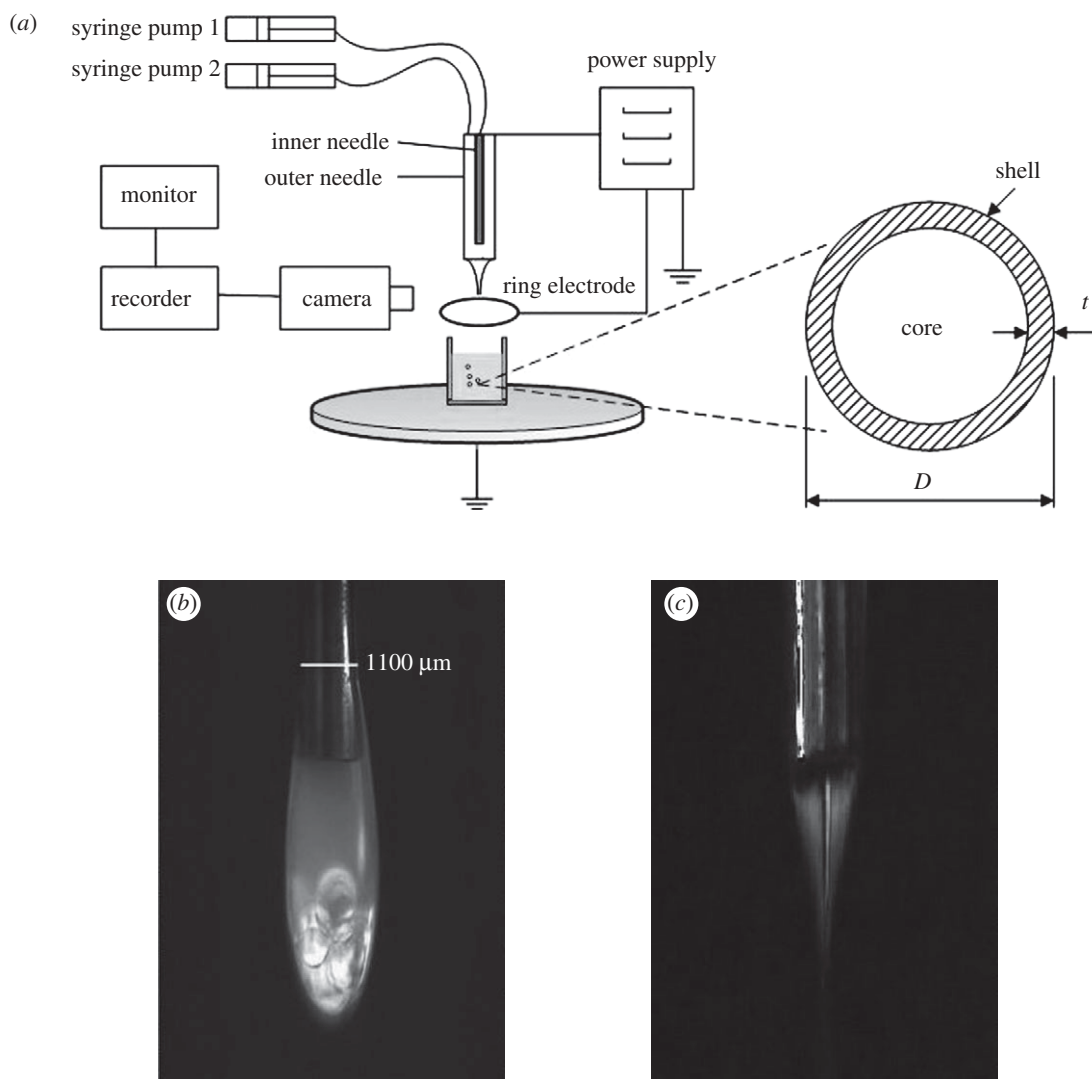 (a)
syringe pump 1
syringe pump 2
power supply
inner needle
outer needle
shell
monitor
recorder
camera
ring electrode
core
t
D
(b)
1100 µm
(c)